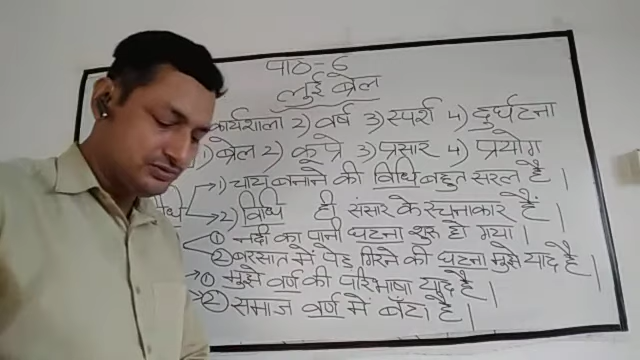 पाठ-6
लुई ब्रेल
कार्यशाला 2) वर्ष 3) स्पर्श 4) दुर्घटना
1) ब्रेल 2) 3) प्रसार 4) प्रयोग
1) चाय बनाने की विधि बहुत सरल है।
2) विधि ही संसार के रचनाकार हैं।
① नदी का पानी घटना शुरु हो गया।
② बरसात में पेड़ गिरने की घटना मुझे याद है।
① मुझे वर्ण की परिभाषा याद है।
② समाज वर्ण में बँटा है।